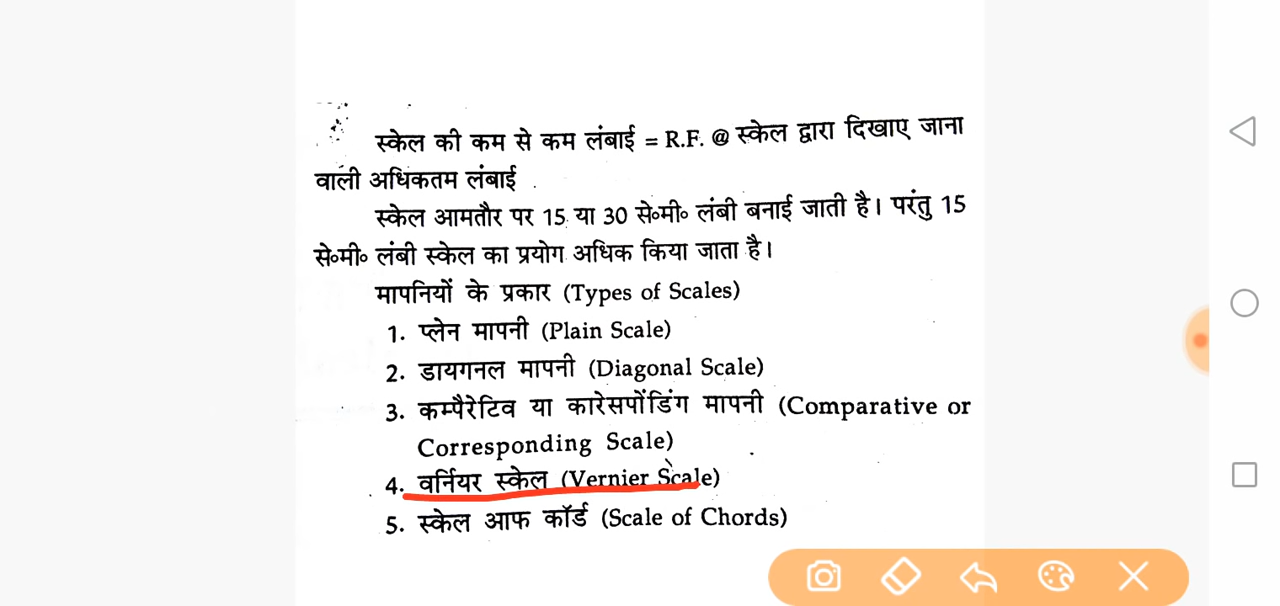 स्केल की कम से कम लंबाई = R.F. @ स्केल द्वारा दिखाए जाना
वाली अधिकतम लंबाई
स्केल आमतौर पर 15 या 30 से०मी० लंबी बनाई जाती है। परंतु 15
से०मी० लंबी स्केल का प्रयोग अधिक किया जाता है।
मापनियों के प्रकार (Types of Scales)
1. प्लेन मापनी (Plain Scale)
2. डायगनल मापनी (Diagonal Scale)
3. कम्पैरेटिव या कारेसपोंडिंग मापनी (Comparative or
Corresponding Scale)
4. वर्नियर स्केल (Vernier Scale)
5. स्केल आफ कॉर्ड (Scale of Chords)